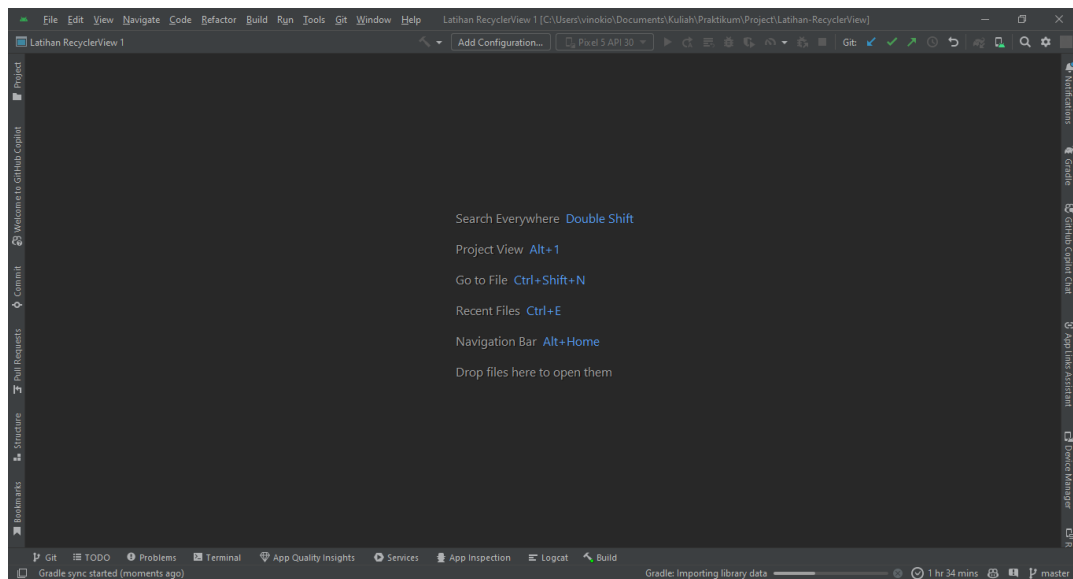 File Edit View Navigate Code Refactor Build Run Tools Git Window Help Latihan RecyclerView 1 [C:\Users\vinokio\Documents\Kuliah\Praktikum\Project\Latihan-RecyclerView]
Latihan RecyclerView 1 Add Configuration... Pixel 5 API 30 Git:
Project
Welcome to GitHub Copilot
Commit
Pull Requests
Structure
Bookmarks
Search Everywhere Double Shift
Project View Alt+1
Go to File Ctrl+Shift+N
Recent Files Ctrl+E
Navigation Bar Alt+Home
Drop files here to open them
Notifications
Gradle
GitHub Copilot Chat
App Links Assistant
Device Manager
R
Git TODO Problems Terminal App Quality Insights Services App Inspection Logcat Build
Gradle sync started (moments ago) Gradle: Importing library data 1 hr 34 mins master